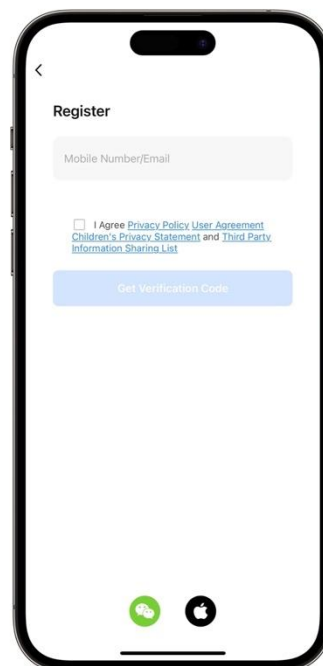 Register
Mobile Number/Email
I Agree Privacy Policy User Agreement
Children's Privacy Statement and Third Party
Information Sharing List
Get Verification Code